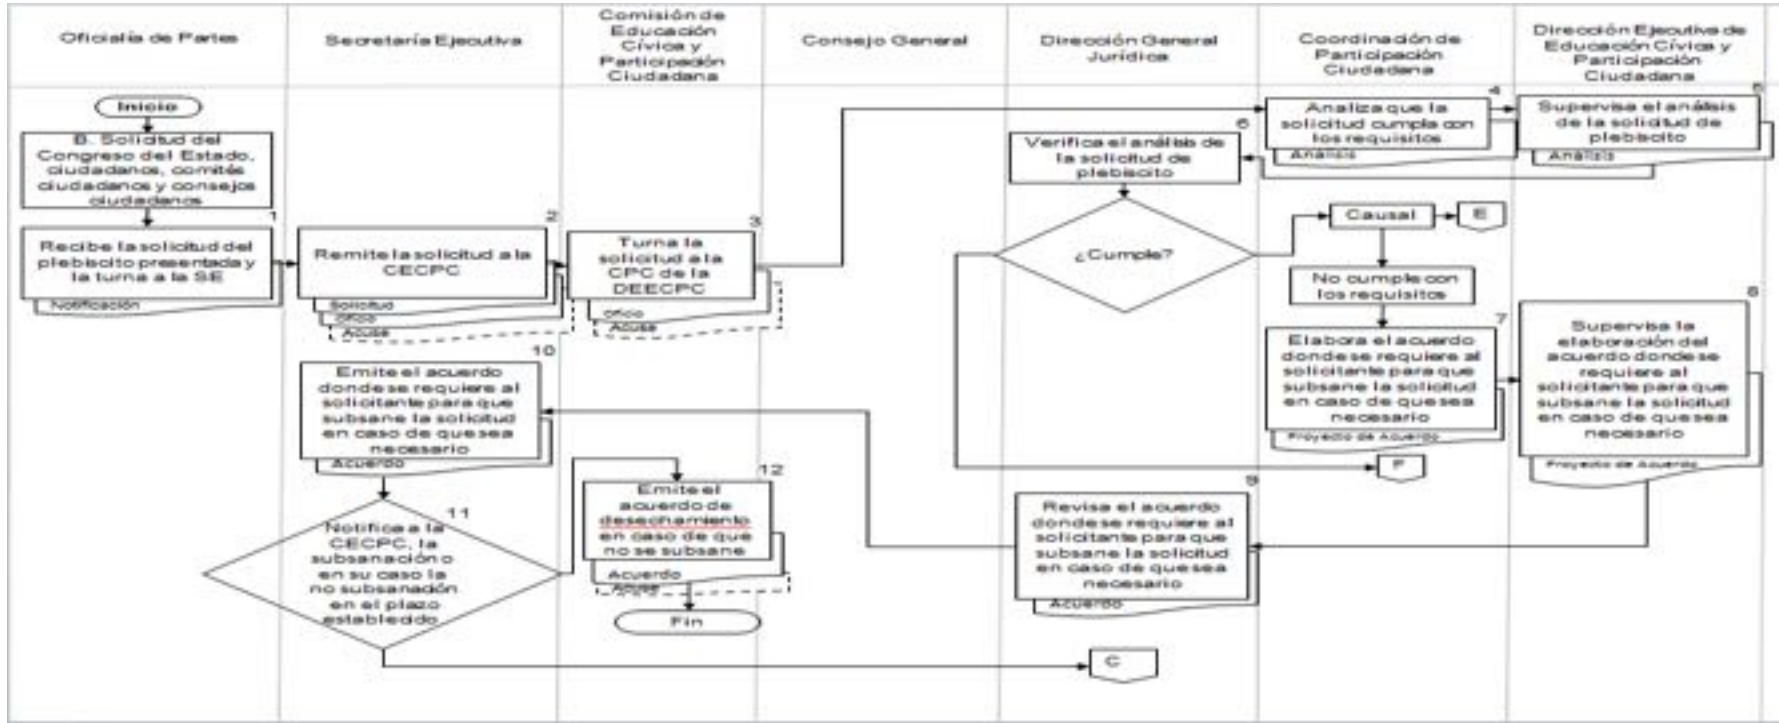 Oficialía de Partes
Secretaría Ejecutiva
Comisión de
Educación
Cívica y
Participación
Ciudadana
Consejo General
Dirección General
Jurídica
Coordinación de
Participación
Ciudadana
Dirección Ejecutiva de
Educación Cívica y
Participación
Ciudadana
Inicio
B. Solicitud del
Congreso del Estado,
ciudadanos, comités
ciudadanos y consejos
ciudadanos
1
Recibe la solicitud del
plebiscito presentada y
la turna a la SE
Notificación
2
Remite la solicitud a la
CECPC
Solicitud
Oficio
Acuse
3
Turna la
solicitud a la
CPC de la
DEECPC
Oficio
Acuse
4
Analiza que la
solicitud cumpla con
los requisitos
Análisis
5
Supervisa el análisis
de la solicitud de
plebiscito
Análisis
6
Verifica el análisis de
la solicitud de
plebiscito
¿Cumple?
Causal
E
No cumple con
los requisitos
7
Elabora el acuerdo
donde se requiere al
solicitante para que
subsane la solicitud
en caso de que sea
necesario
Proyecto de Acuerdo
8
Supervisa la
elaboración del
acuerdo donde se
requiere al
solicitante para que
subsane la solicitud
en caso de que sea
necesario
Proyecto de Acuerdo
F
9
Revisa el acuerdo
donde se requiere al
solicitante para que
subsane la solicitud
en caso de que sea
necesario
Acuerdo
10
Emite el acuerdo
donde se requiere al
solicitante para que
subsane la solicitud
en caso de que sea
necesario
Acuerdo
11
Notifica a la
CECPC, la
subsanación o
en su caso la
no subsanación
en el plazo
establecido
12
Emite el
acuerdo de
desechamiento
en caso de que
no se subsane
Acuerdo
Acuse
Fin
C